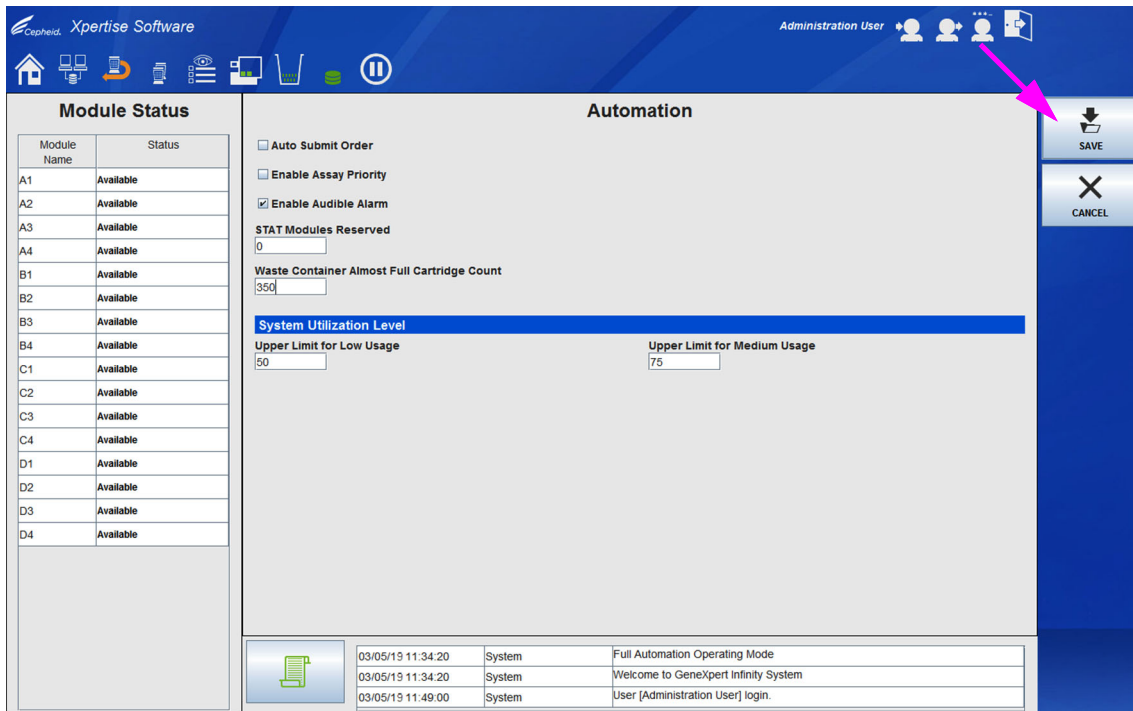 Cepheid. Xpertise Software
Administration User
Module Status
Module Name Status
A1 Available
A2 Available
A3 Available
A4 Available
B1 Available
B2 Available
B3 Available
B4 Available
C1 Available
C2 Available
C3 Available
C4 Available
D1 Available
D2 Available
D3 Available
D4 Available
Automation
Auto Submit Order
Enable Assay Priority
Enable Audible Alarm
STAT Modules Reserved
0
Waste Container Almost Full Cartridge Count
350
System Utilization Level
Upper Limit for Low Usage Upper Limit for Medium Usage
50 75
03/05/19 11:34:20 System Full Automation Operating Mode
03/05/19 11:34:20 System Welcome to GeneXpert Infinity System
03/05/19 11:49:00 System User [Administration User] login.
SAVE
CANCEL